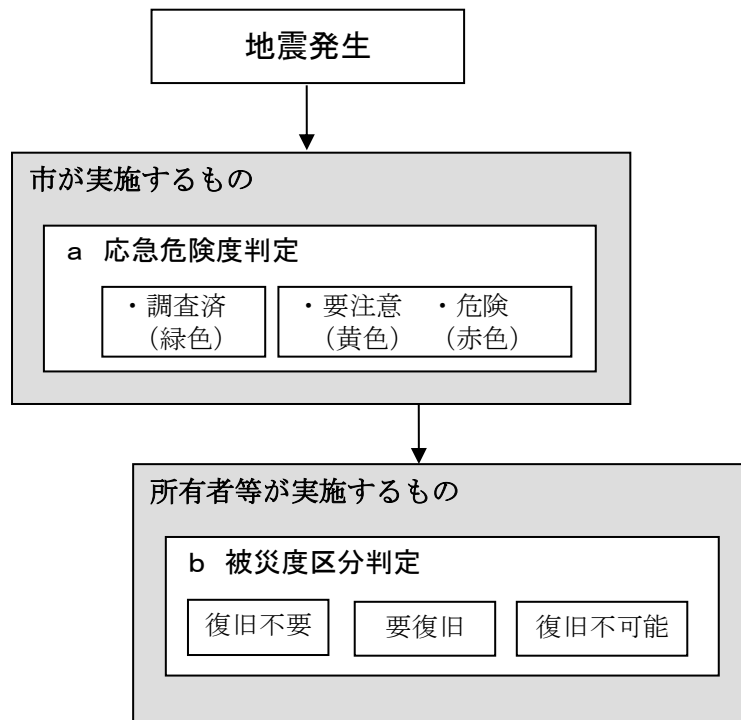 地震発生
市が実施するもの
a 応急危険度判定
・調査済
(緑色)
・要注意 ・危険
(黄色) (赤色)
所有者等が実施するもの
b 被災度区分判定
復旧不要
要復旧
復旧不可能